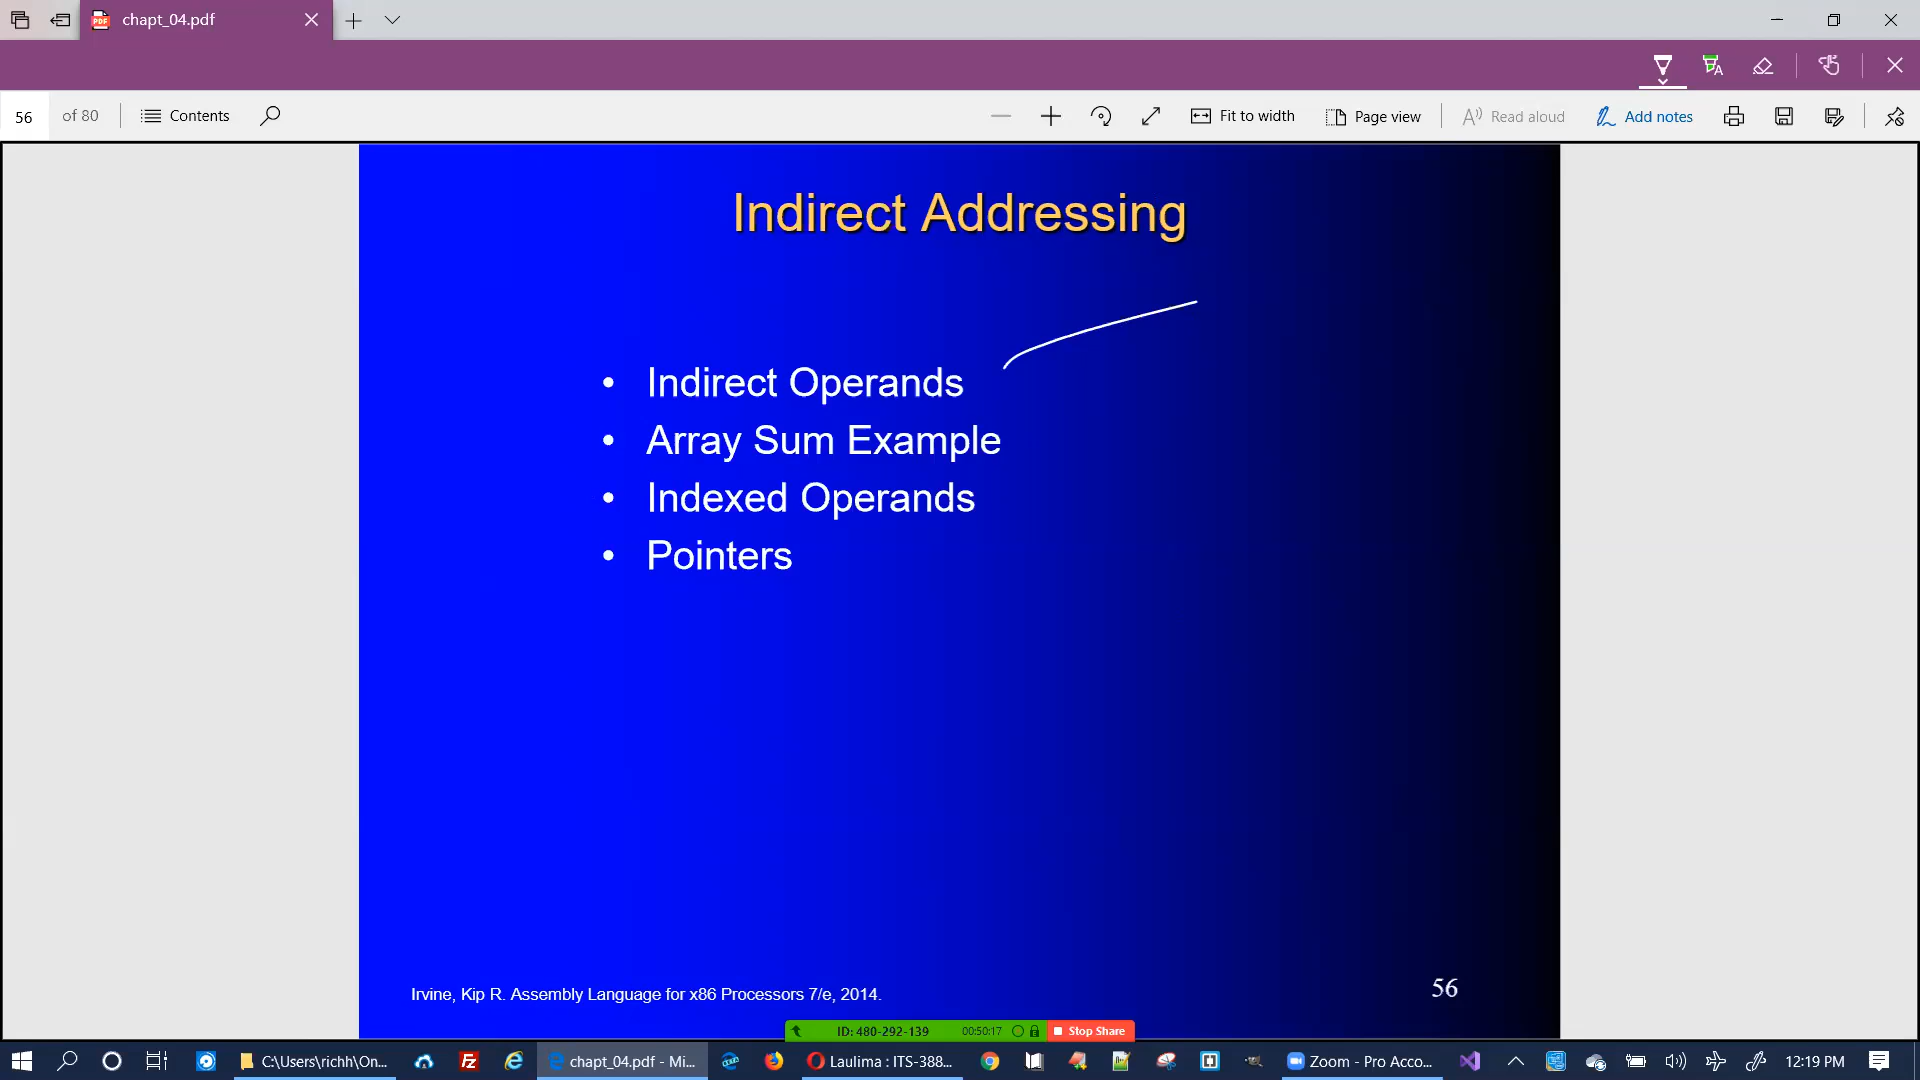 chapt_04.pdf
56 of 80 Contents Fit to width Page view Read aloud Add notes
Indirect Addressing
• Indirect Operands
• Array Sum Example
• Indexed Operands
• Pointers
Irvine, Kip R. Assembly Language for x86 Processors 7/e, 2014.
56
ID: 480-292-139 00:50:17 Stop Share
C:\Users\richh\On... chapt_04.pdf - Mi... Laulima : ITS-388... Zoom - Pro Acco... 12:19 PM